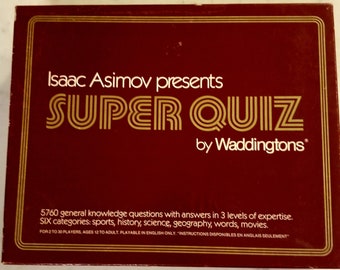 Isaac Asimov presents
SUPER QUIZ
by Waddingtons®
5760 general knowledge questions with answers in 3 levels of expertise.
SIX categories: sports, history, science, geography, words, movies.
FOR 2 TO 30 PLAYERS, AGES 12 TO ADULT. PLAYABLE IN ENGLISH ONLY. "INSTRUCTIONS DISPONIBLES EN ANGLAIS SEULEMENT"